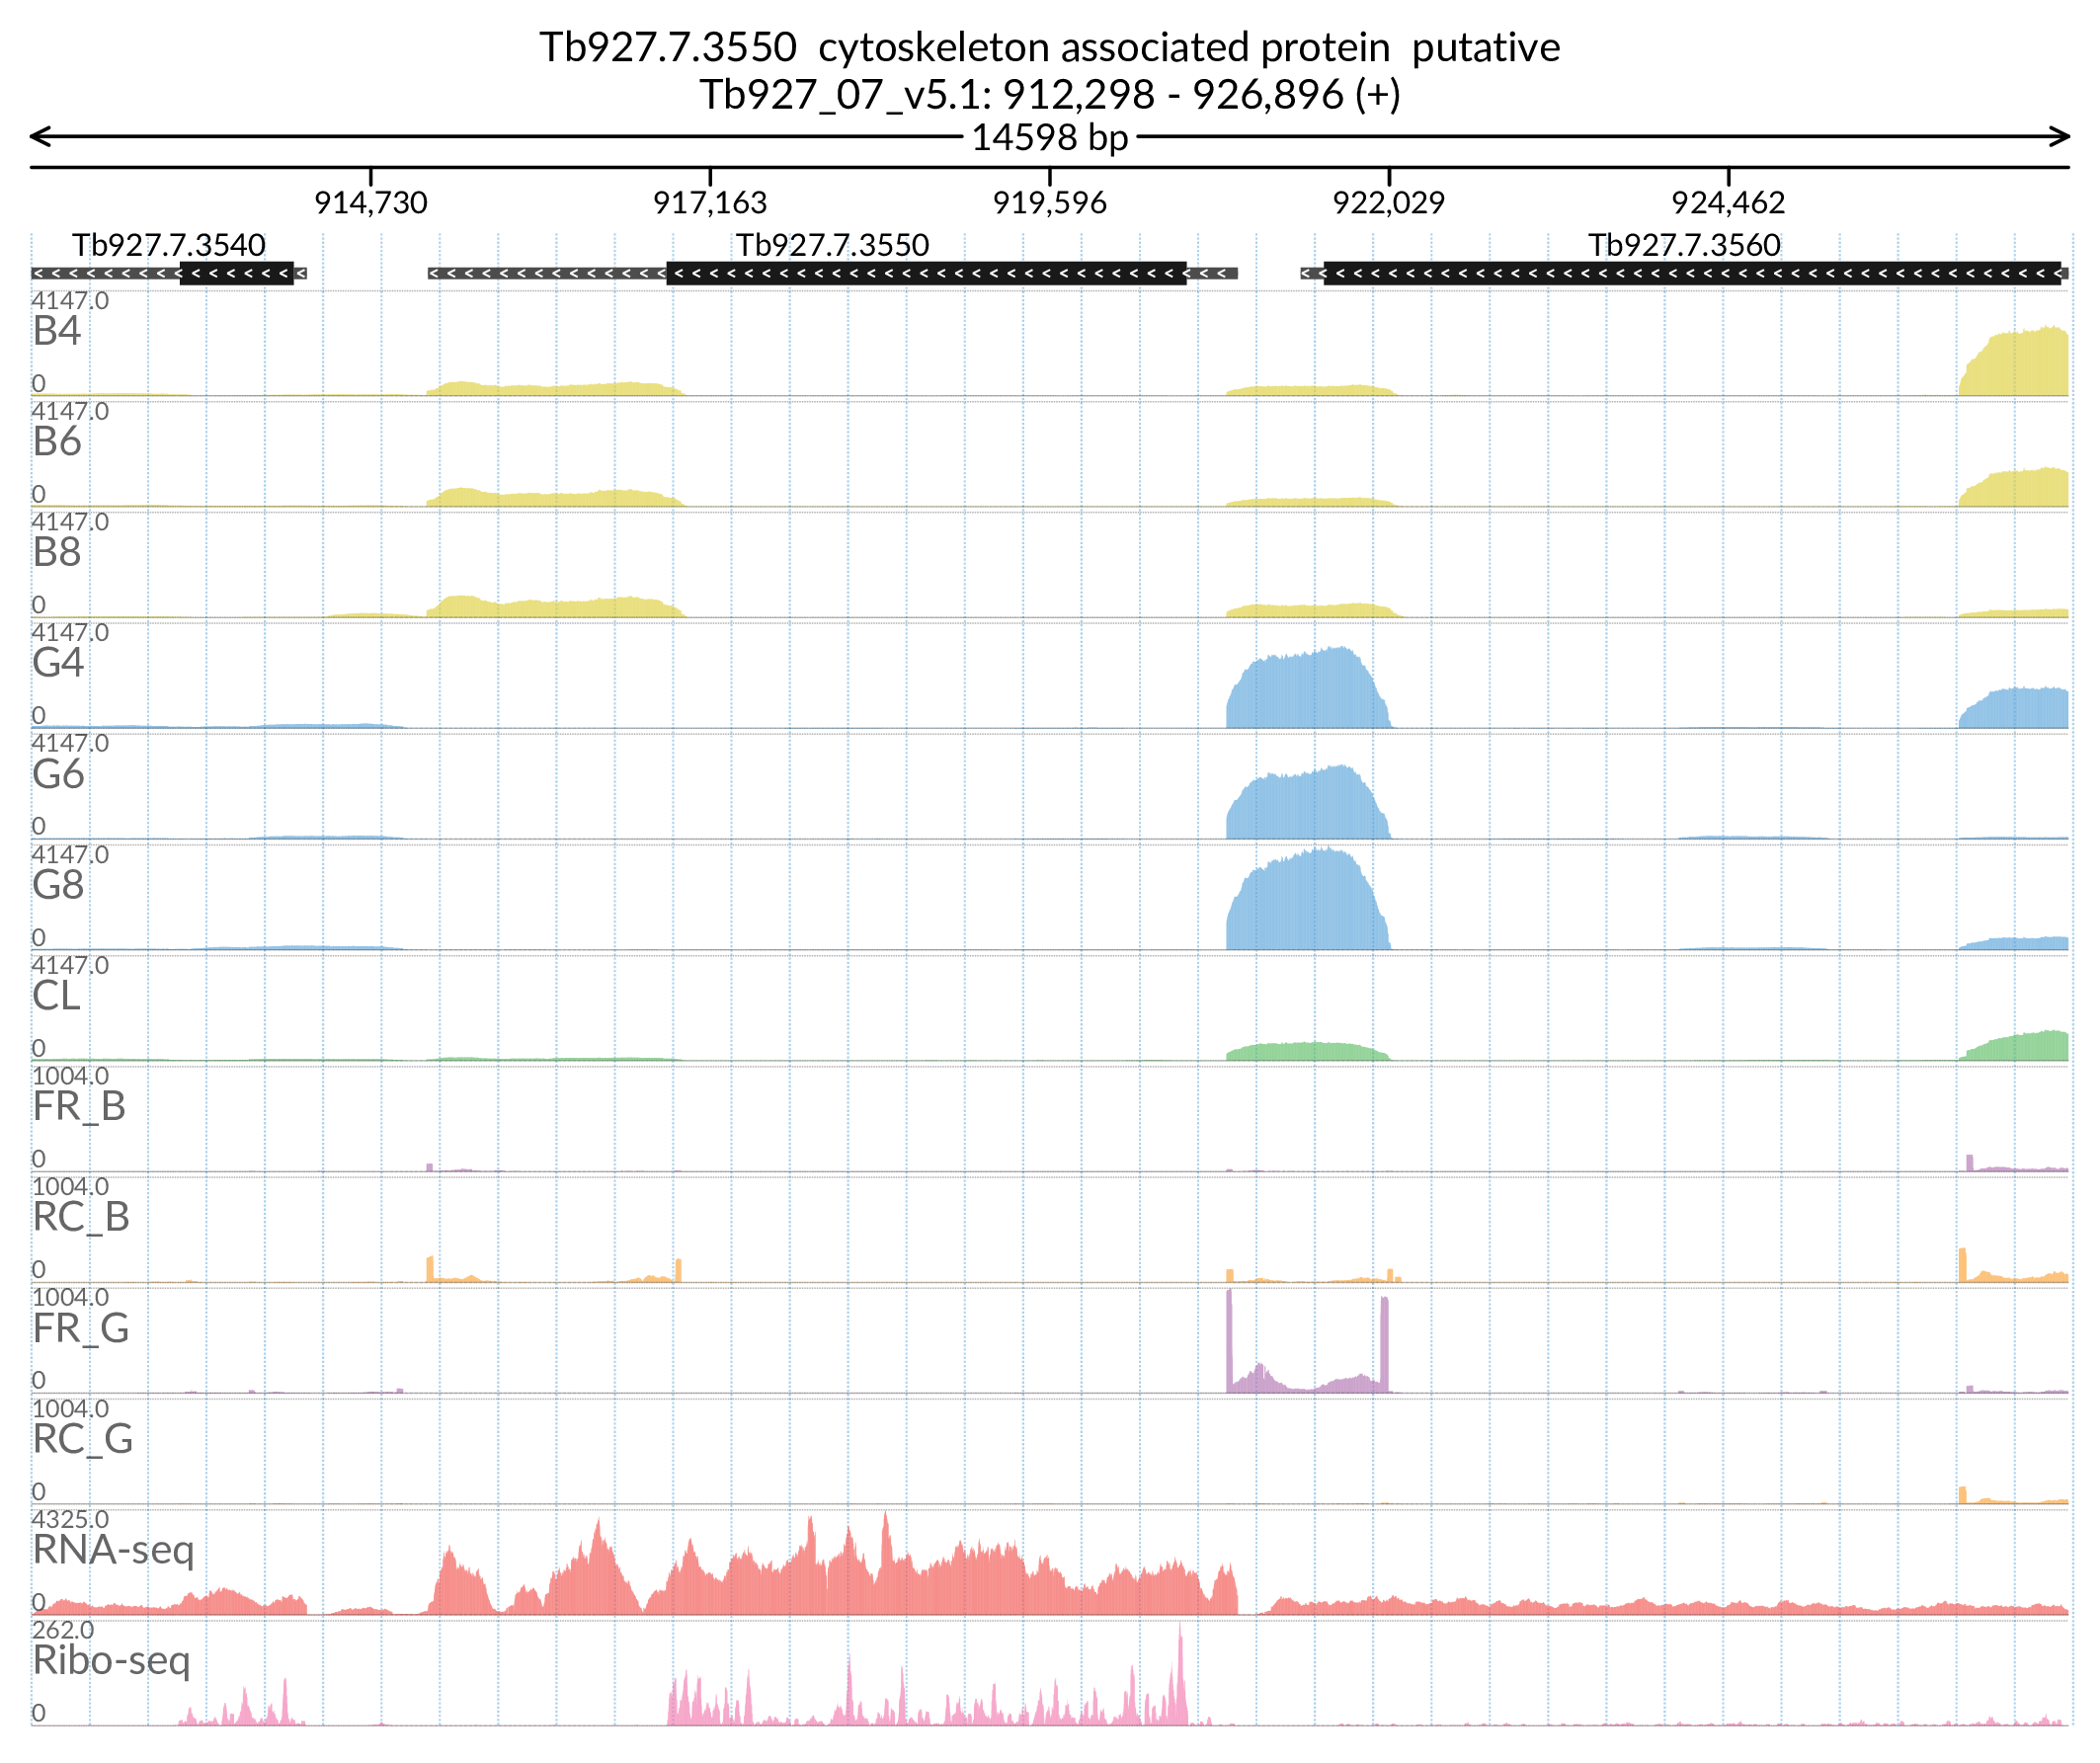 Tb927.7.3550 cytoskeleton associated protein putative
Tb927_07_v5.1: 912,298 - 926,896 (+)
14598 bp
914,730 917,163 919,596 922,029 924,462
Tb927.7.3540 Tb927.7.3550 Tb927.7.3560
4147.0
B4
0
4147.0
B6
0
4147.0
B8
0
4147.0
G4
0
4147.0
G6
0
4147.0
G8
0
4147.0
CL
0
1004.0
FR_B
0
1004.0
RC_B
0
1004.0
FR_G
0
1004.0
RC_G
0
4325.0
RNA-seq
0
262.0
Ribo-seq
0